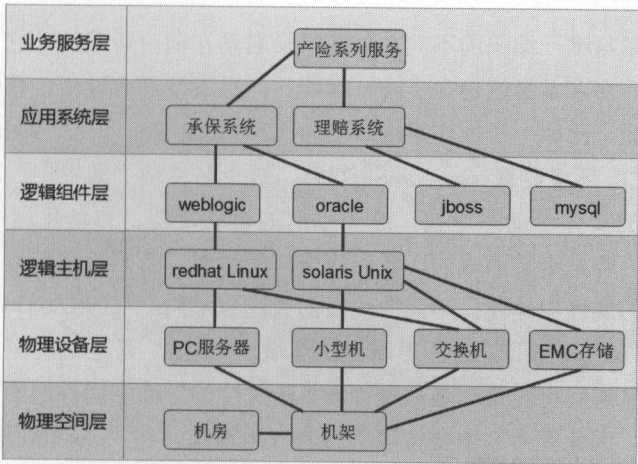 业务服务层
产险系列服务
应用系统层
承保系统
理赔系统
逻辑组件层
weblogic
oracle
jboss
mysql
逻辑主机层
redhat Linux
solaris Unix
物理设备层
PC服务器
小型机
交换机
EMC存储
物理空间层
机房
机架